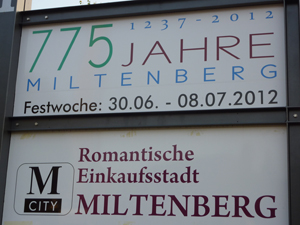 1237-2012
775 JAHRE
MILTENBERG
Festwoche: 30.06. - 08.07.2012
M
CITY
Romantische
Einkaufsstadt
MILTENBERG